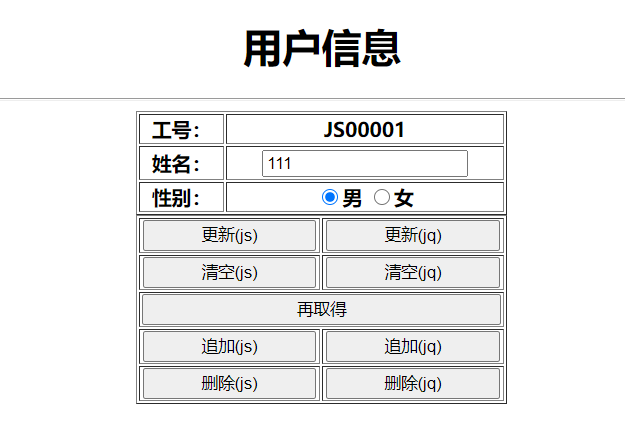 用户信息
工号： JS00001
姓名： 111
性别： 男 女
更新(js) 更新(jq)
清空(js) 清空(jq)
再取得
追加(js) 追加(jq)
删除(js) 删除(jq)